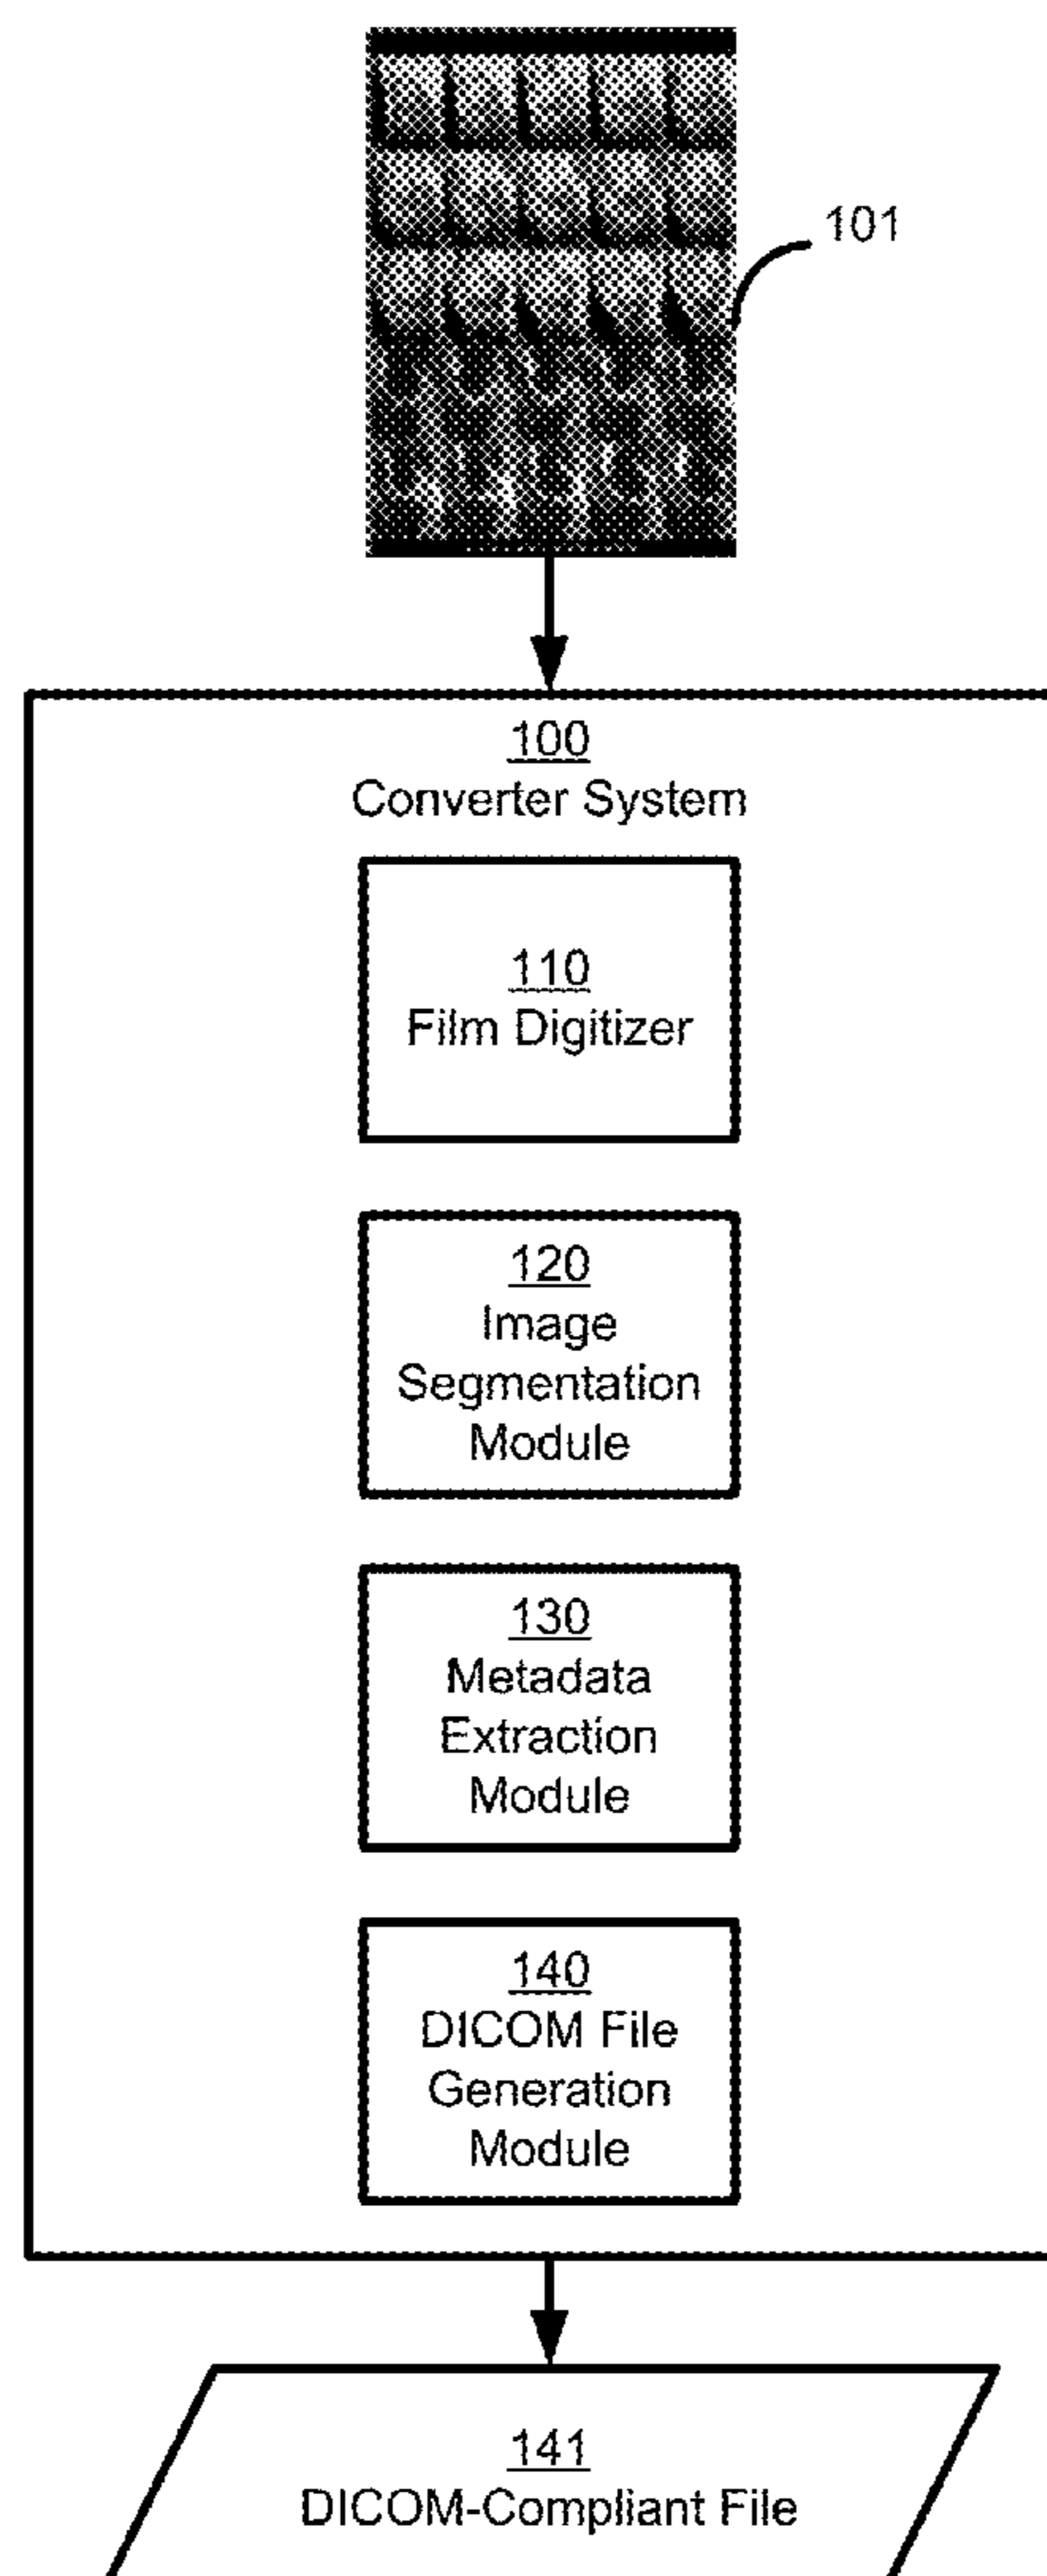 101
100
Converter System
110
Film Digitizer
120
Image
Segmentation
Module
130
Metadata
Extraction
Module
140
DICOM File
Generation
Module
141
DICOM-Compliant File